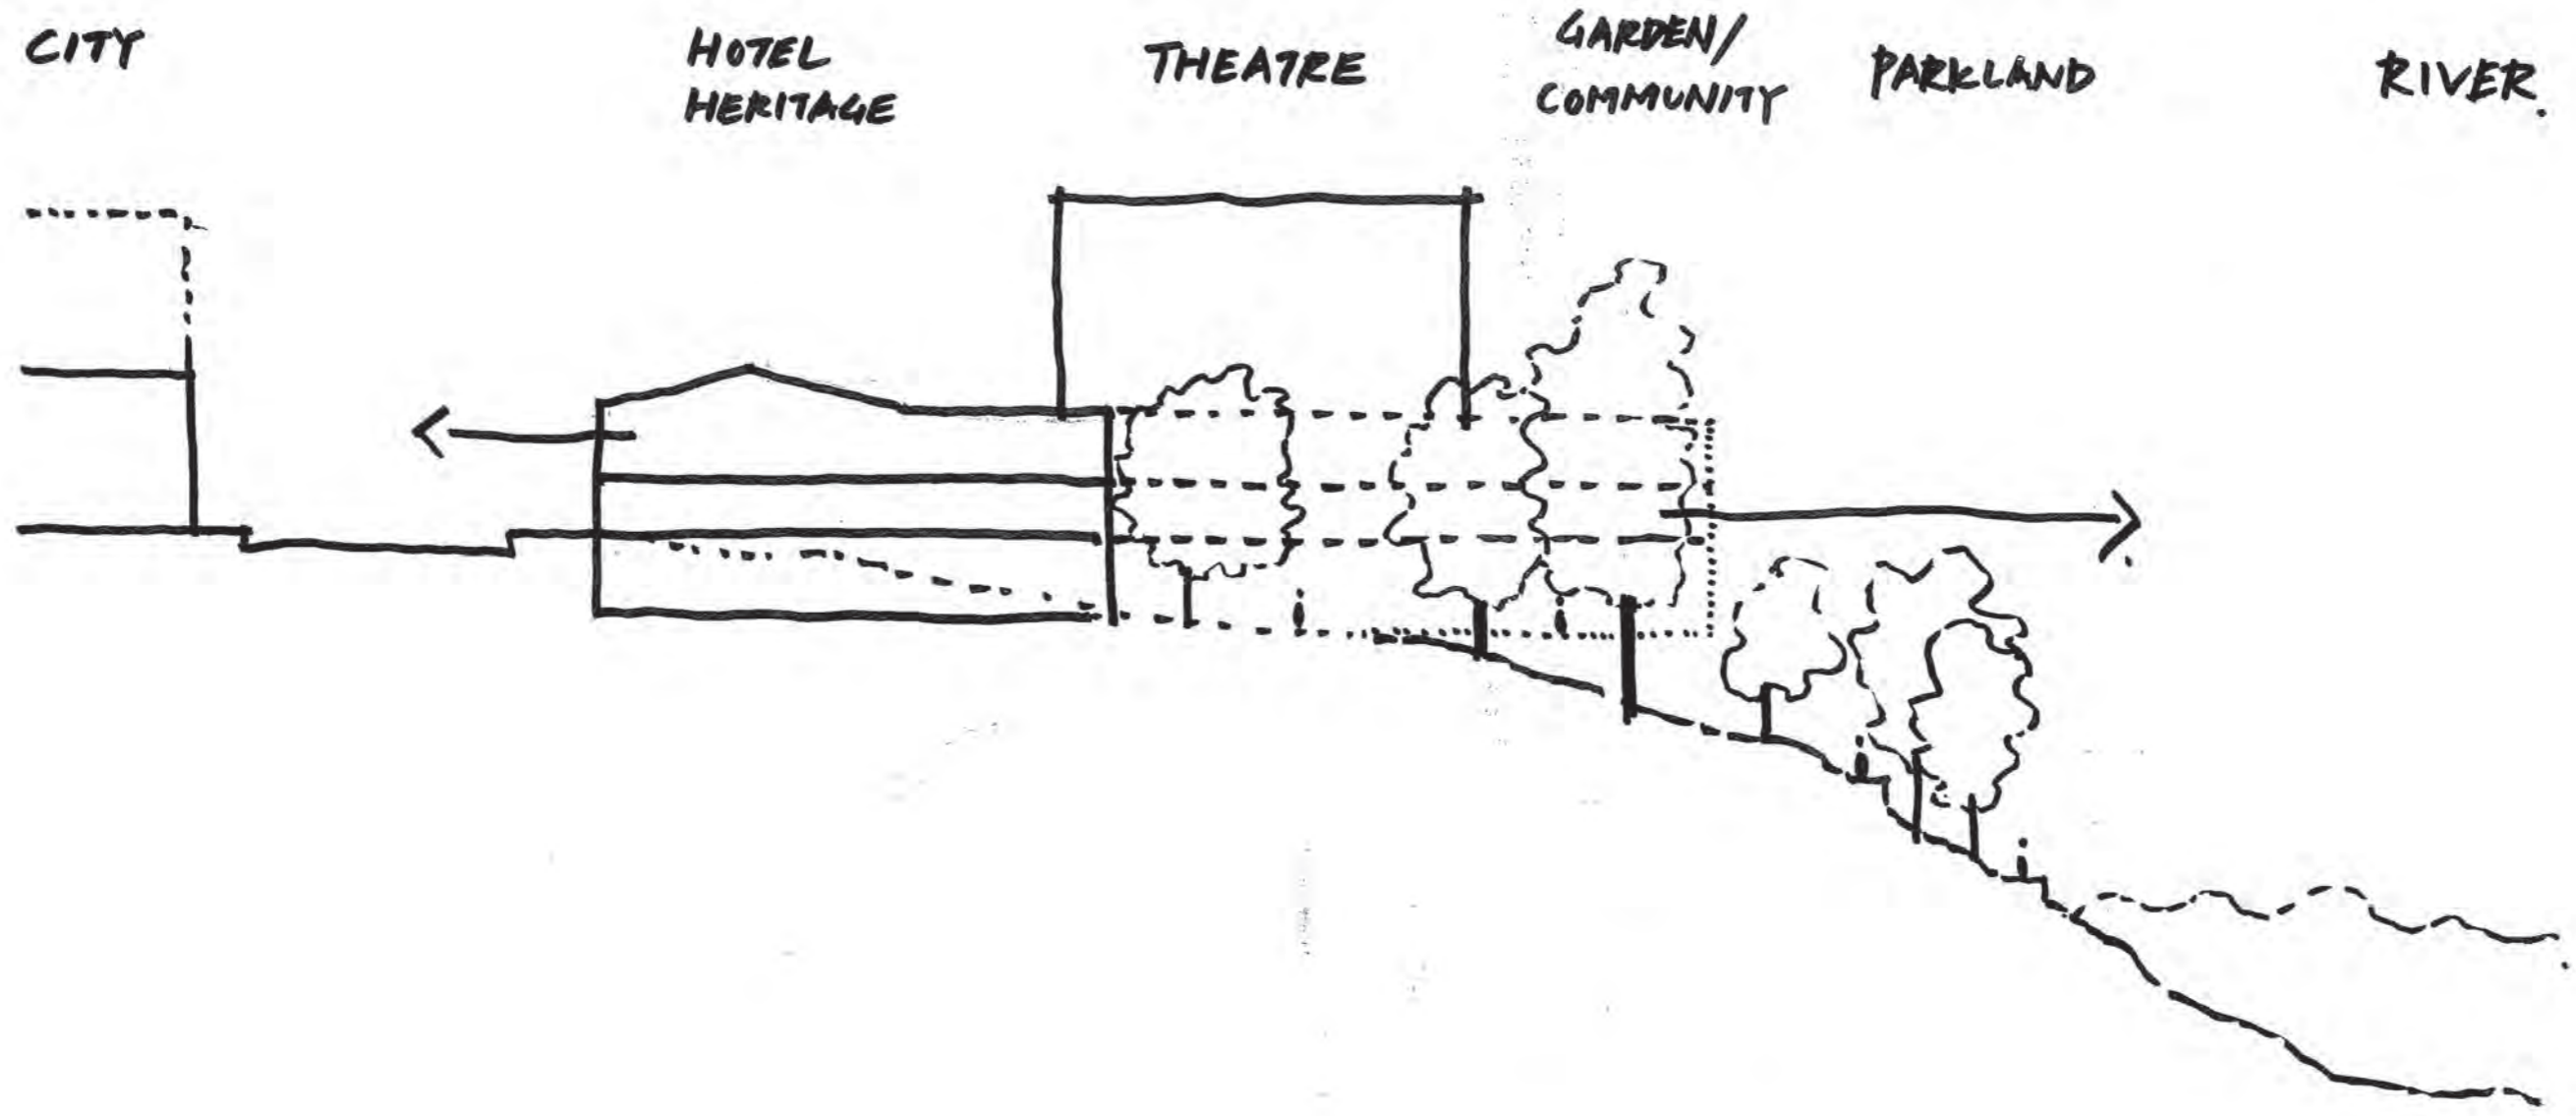 CITY
HOTEL
HERITAGE
THEATRE
GARDEN/
COMMUNITY
PARKLAND
RIVER.